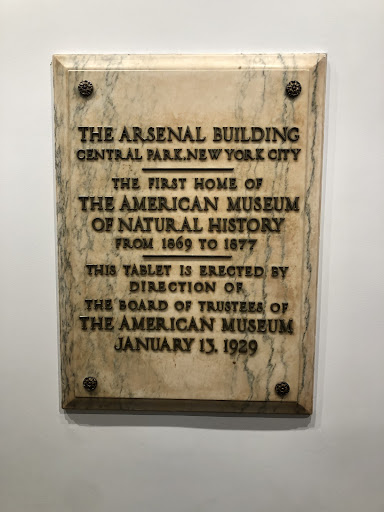 THE ARSENAL BUILDING
CENTRAL PARK, NEW YORK CITY
THE FIRST HOME OF
THE AMERICAN MUSEUM
OF NATURAL HISTORY
FROM 1869 TO 1877
THIS TABLET IS ERECTED BY
DIRECTION OF
THE BOARD OF TRUSTEES OF
THE AMERICAN MUSEUM
JANUARY 13, 1929